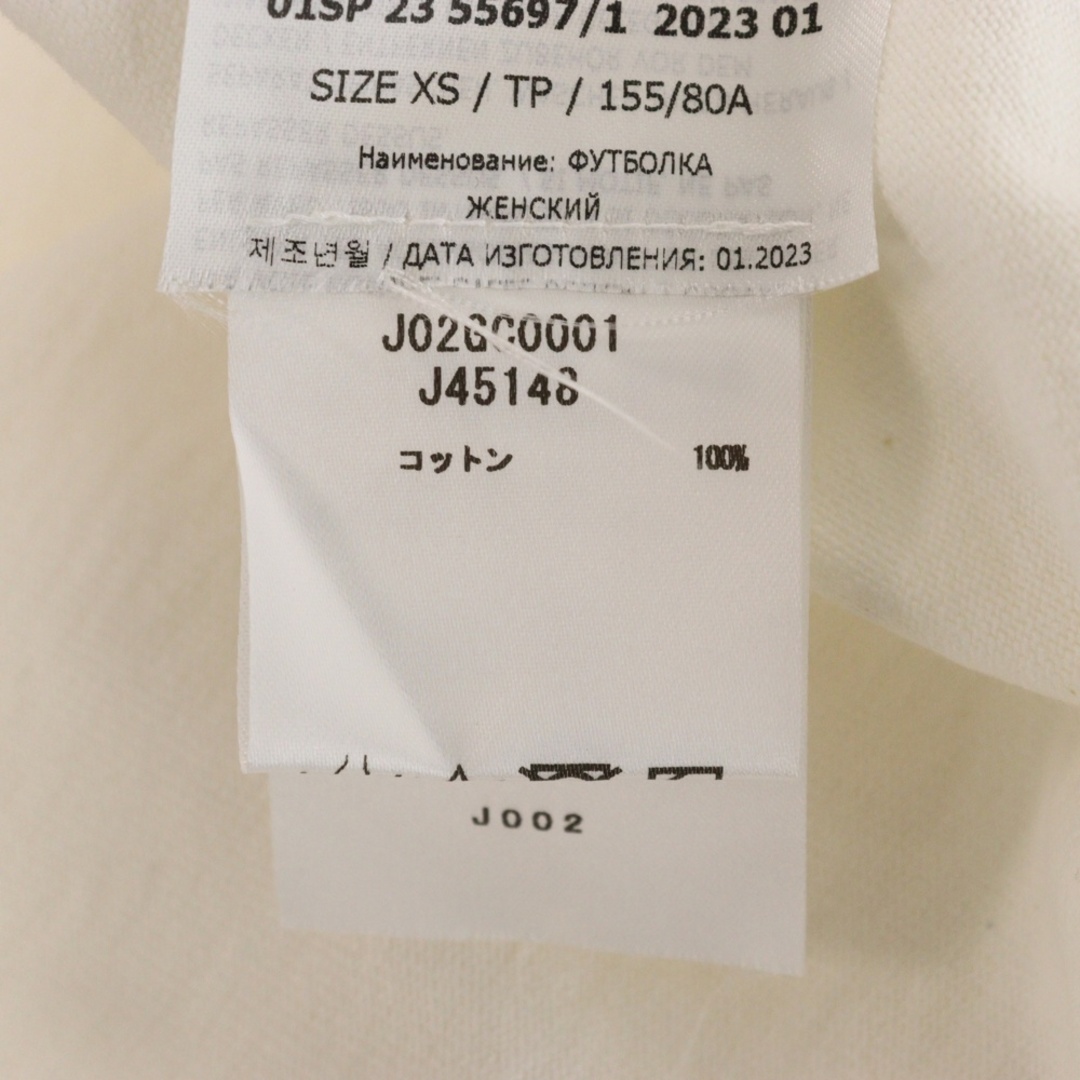 01SP 23 55697/1 2023 01
SIZE XS / TP / 155/80A
Наименование: ФУТБОЛКА
ЖЕНСКИЙ
제조년월 / ДАТА ИЗГОТОВЛЕНИЯ: 01.2023
J02GC0001
J45148
コットン 100%
J002